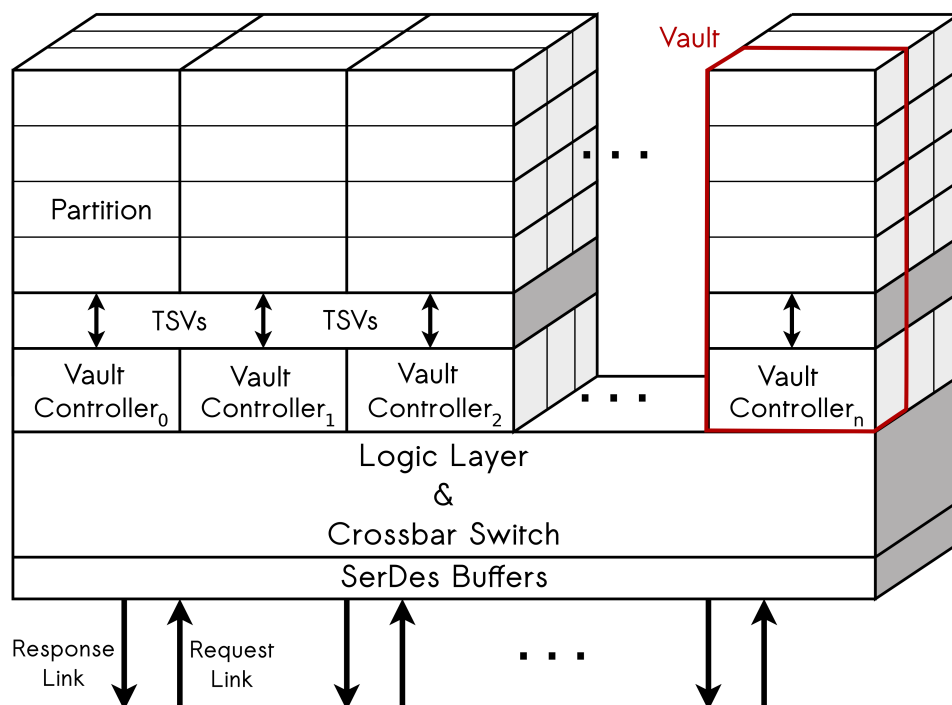 Vault
Partition
TSVs
TSVs
Vault
Controller0
Vault
Controller1
Vault
Controller2
Vault
Controllern
Logic Layer
&
Crossbar Switch
SerDes Buffers
Response
Link
Request
Link